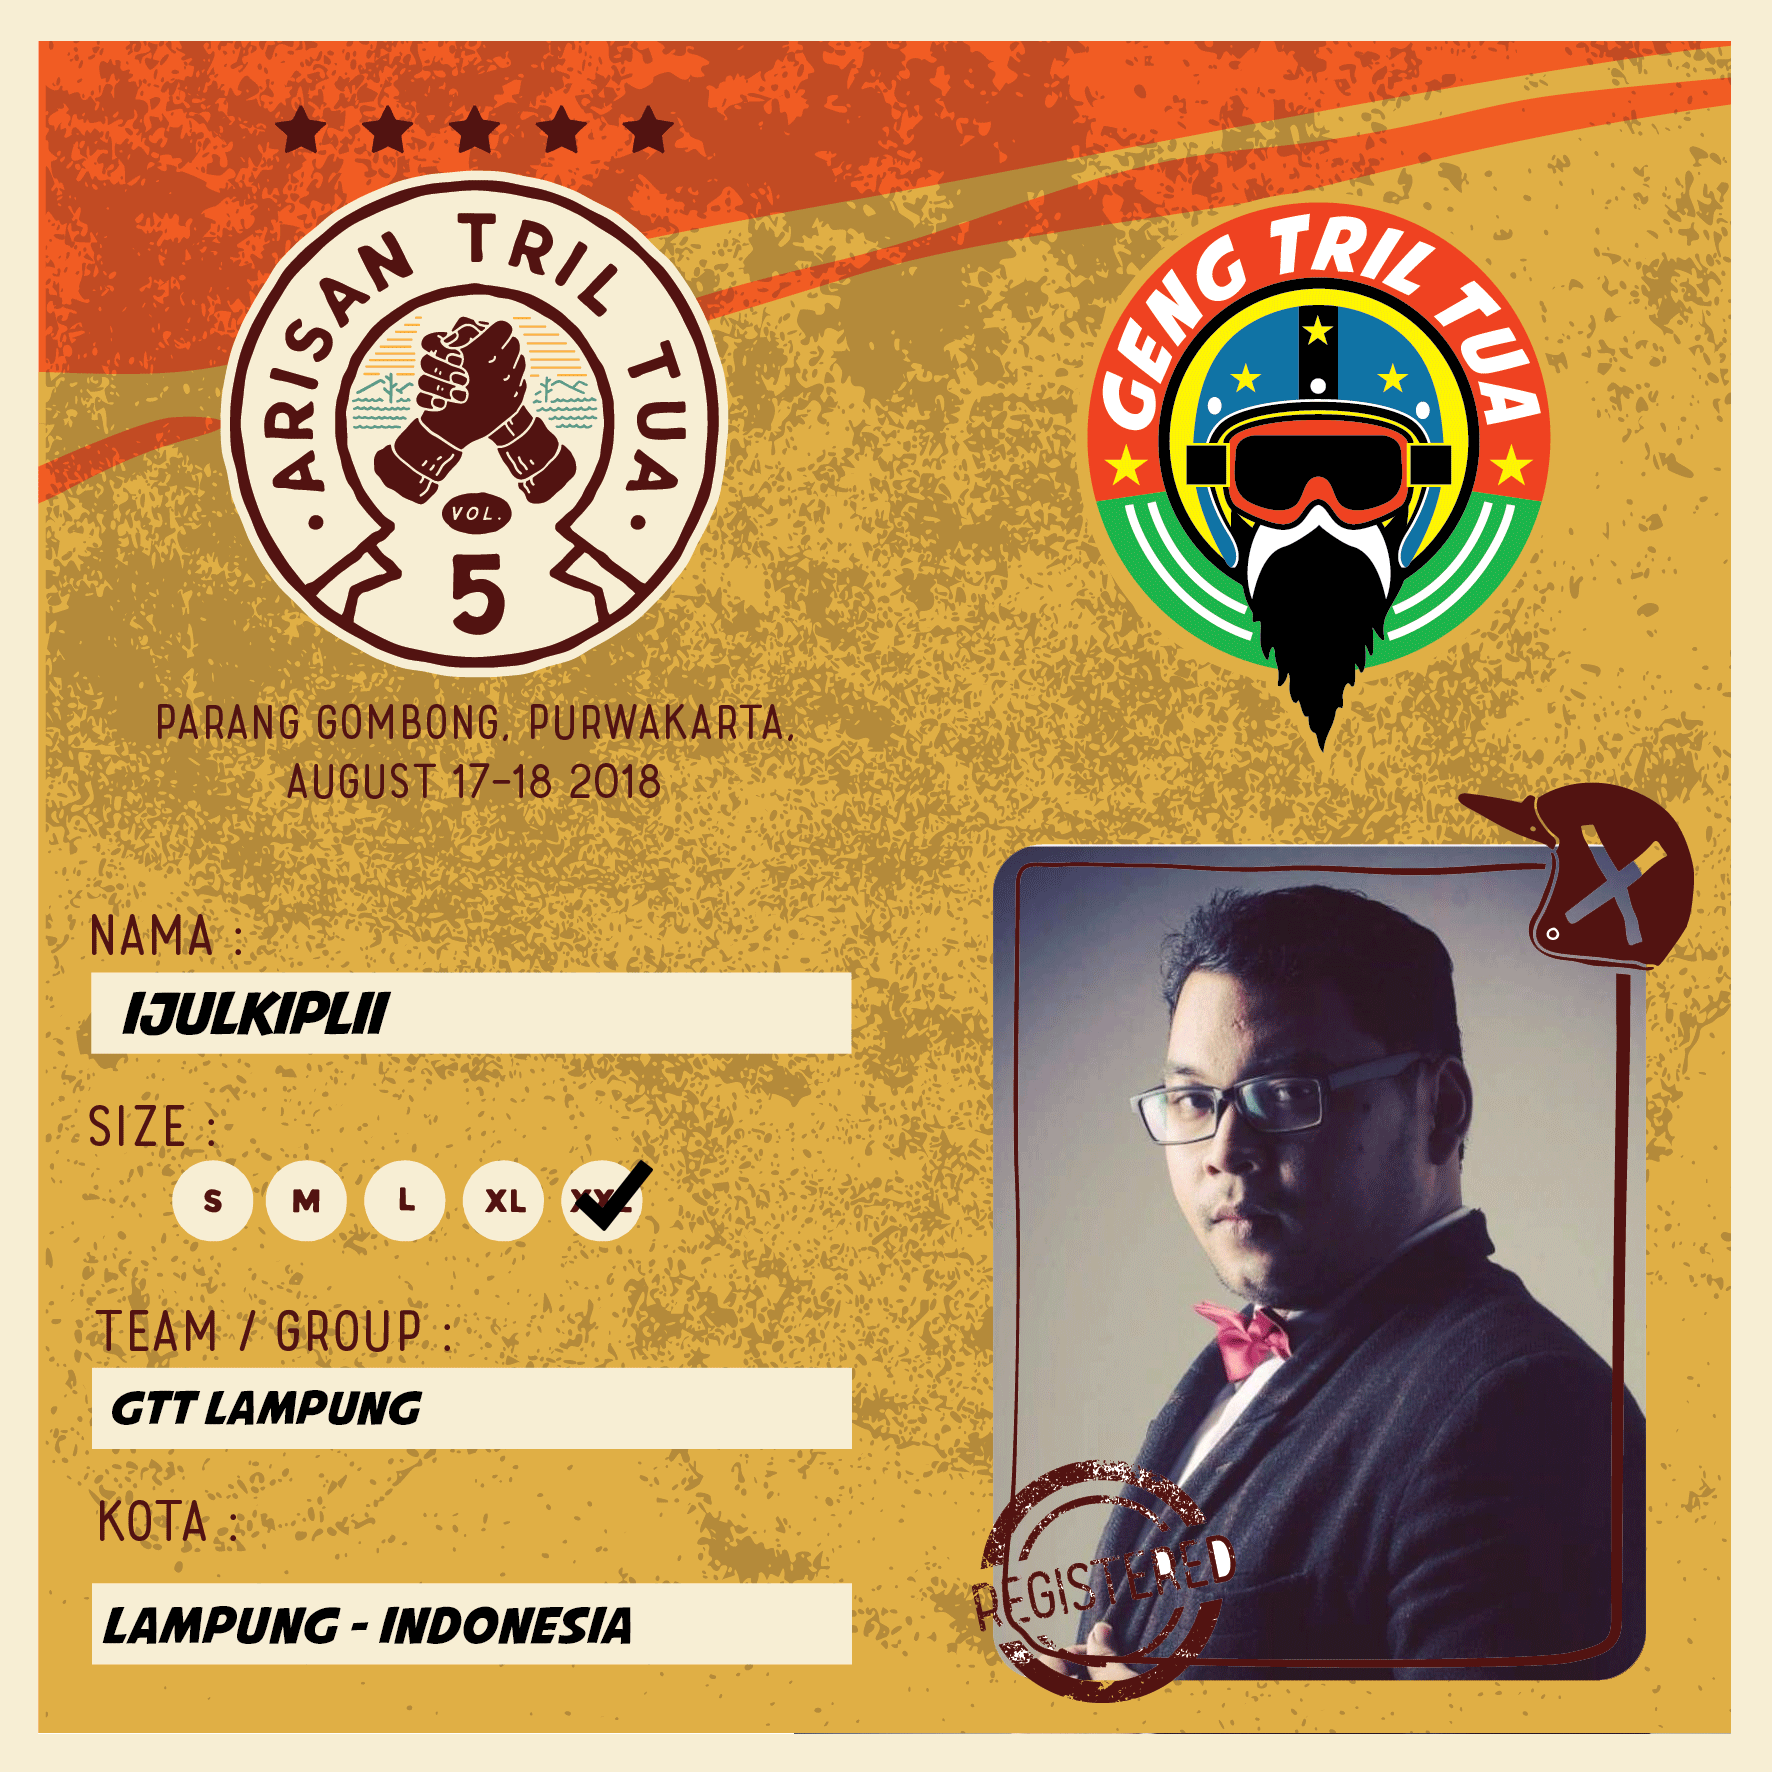 ARISAN TRIL TUA
VOL.
5
GENG TRIL TUA
PARANG GOMBONG, PURWAKARTA,
AUGUST 17-18 2018
NAMA :
IJULKIPLII
SIZE :
S M L XL XXL
TEAM / GROUP :
GTT LAMPUNG
KOTA :
LAMPUNG - INDONESIA
REGISTERED